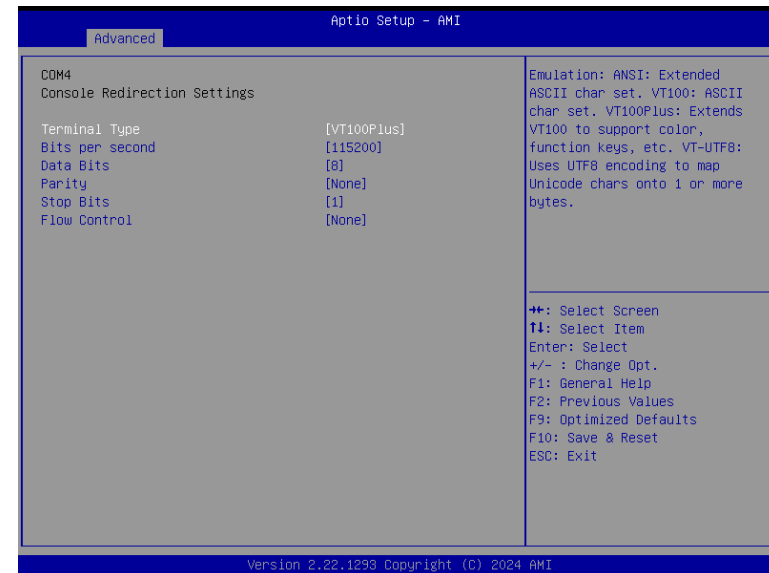 Aptio Setup – AMI
Advanced
COM4
Console Redirection Settings
Terminal Type [VT100Plus]
Bits per second [115200]
Data Bits [8]
Parity [None]
Stop Bits [1]
Flow Control [None]
Emulation: ANSI: Extended
ASCII char set. VT100: ASCII
char set. VT100Plus: Extends
VT100 to support color,
function keys, etc. VT-UTF8:
Uses UTF8 encoding to map
Unicode chars onto 1 or more
bytes.
→←: Select Screen
↑↓: Select Item
Enter: Select
+/- : Change Opt.
F1: General Help
F2: Previous Values
F9: Optimized Defaults
F10: Save & Reset
ESC: Exit
Version 2.22.1293 Copyright (C) 2024 AMI